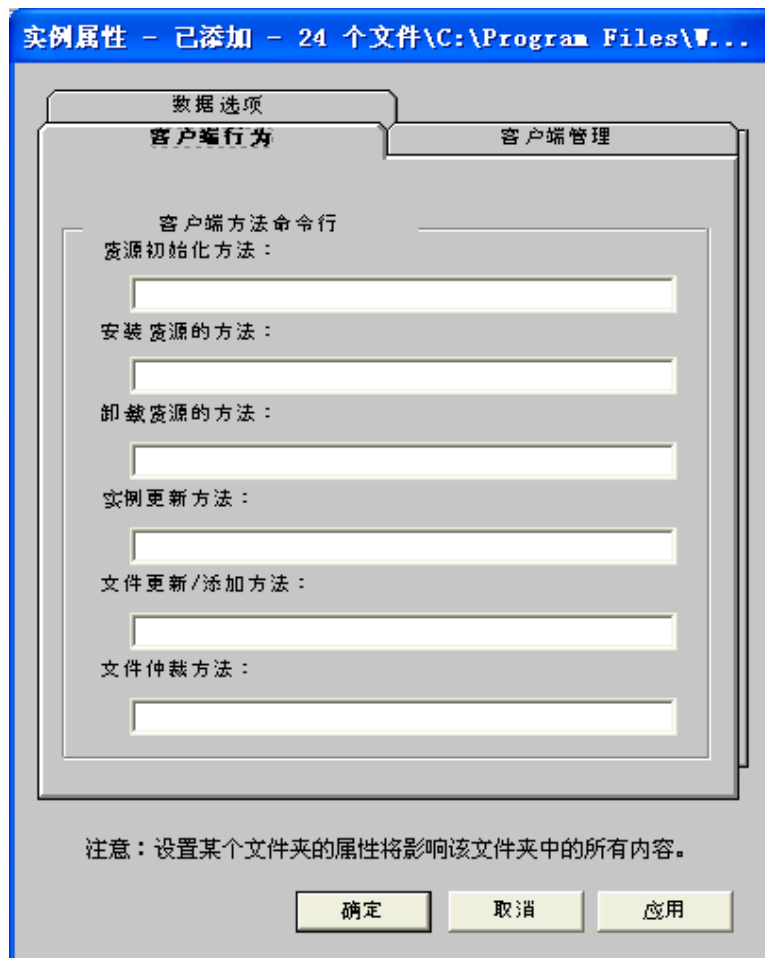 实例属性 - 已添加 - 24 个文件\C:\Program Files\W...
数据选项
客户端行为
客户端管理
客户端方法命令行
资源初始化方法：
安装资源的方法：
卸载资源的方法：
实例更新方法：
文件更新/添加方法：
文件仲裁方法：
注意：设置某个文件夹的属性将影响该文件夹中的所有内容。
确定
取消
应用